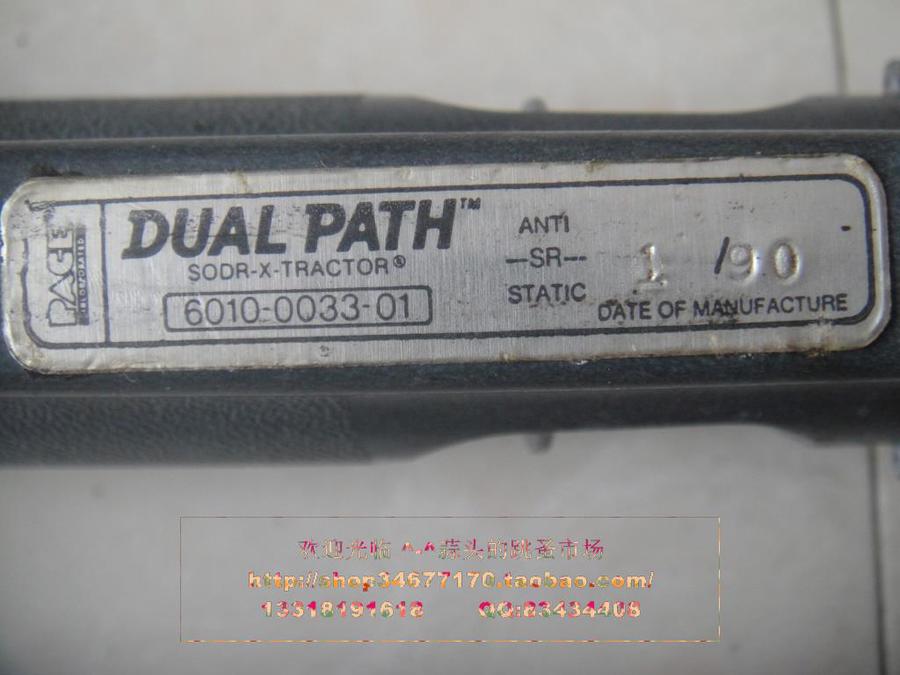 PACE
INCORPORATED
DUAL PATH™
SODR-X-TRACTOR®
6010-0033-01
ANTI
—SR—
STATIC
1 /90
DATE OF MANUFACTURE
欢迎光临 ^.^蒜头的跳蚤市场
http://shop34677170.taobao.com/
13318191618 QQ:23434408